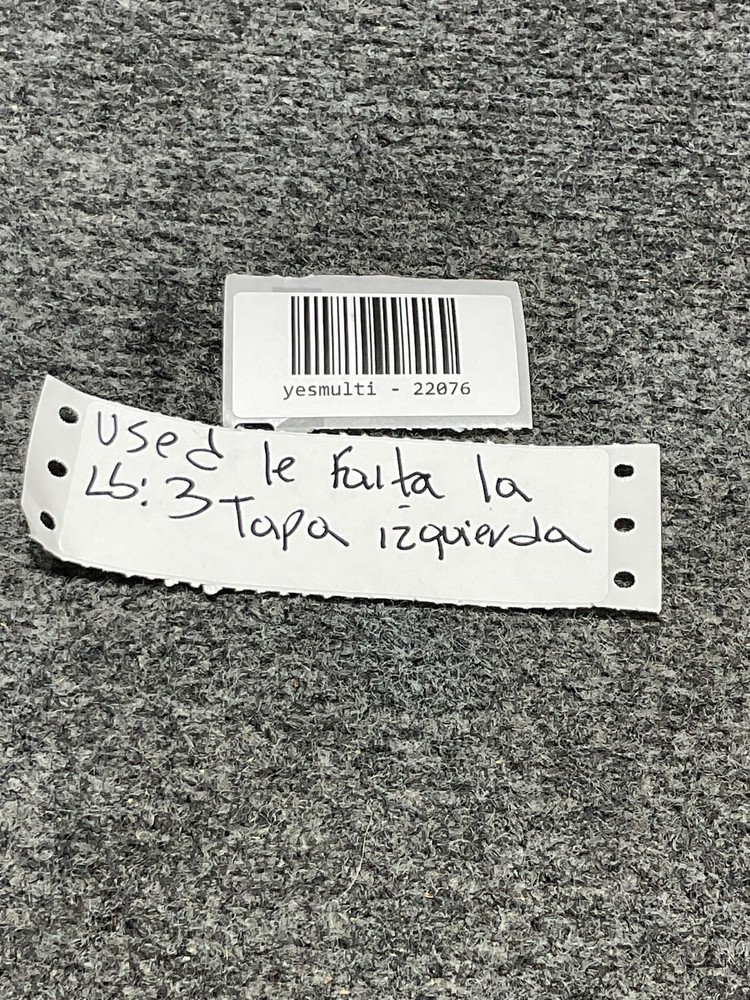 yesmulti - 22076
Used le Falta la
Lb: 3 Tapa izquierda